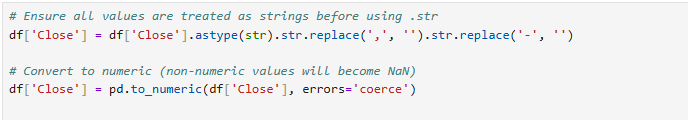 # Ensure all values are treated as strings before using .str
df['Close'] = df['Close'].astype(str).str.replace(',', '').str.replace('-', '')
# Convert to numeric (non-numeric values will become NaN)
df['Close'] = pd.to_numeric(df['Close'], errors='coerce')